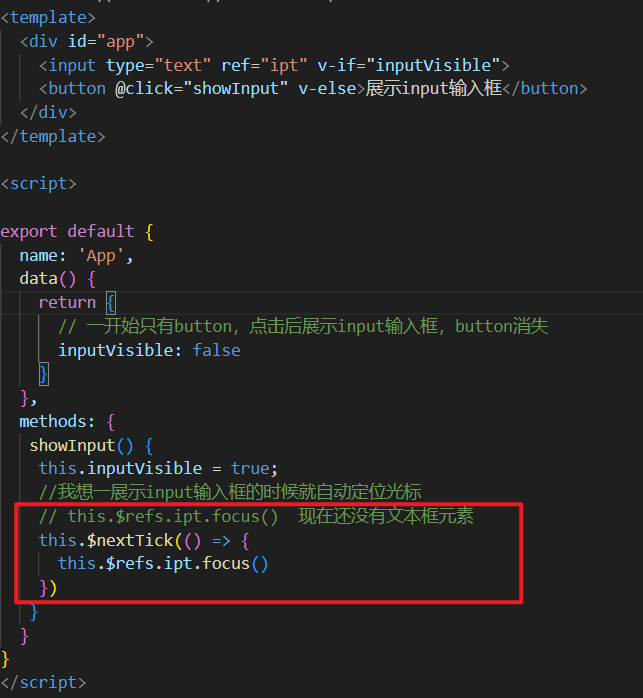 <template>
  <div id="app">
    <input type="text" ref="ipt" v-if="inputVisible">
    <button @click="showInput" v-else>展示input输入框</button>
  </div>
</template>
<script>
export default {
  name: 'App',
  data() {
    return {
      // 一开始只有button，点击后展示input输入框，button消失
      inputVisible: false
    }
  },
  methods: {
   showInput() {
    this.inputVisible = true;
    //我想一展示input输入框的时候就自动定位光标
    // this.$refs.ipt.focus()  现在还没有文本框元素
    this.$nextTick(() => {
      this.$refs.ipt.focus()
    })
   }
  }
}
</script>